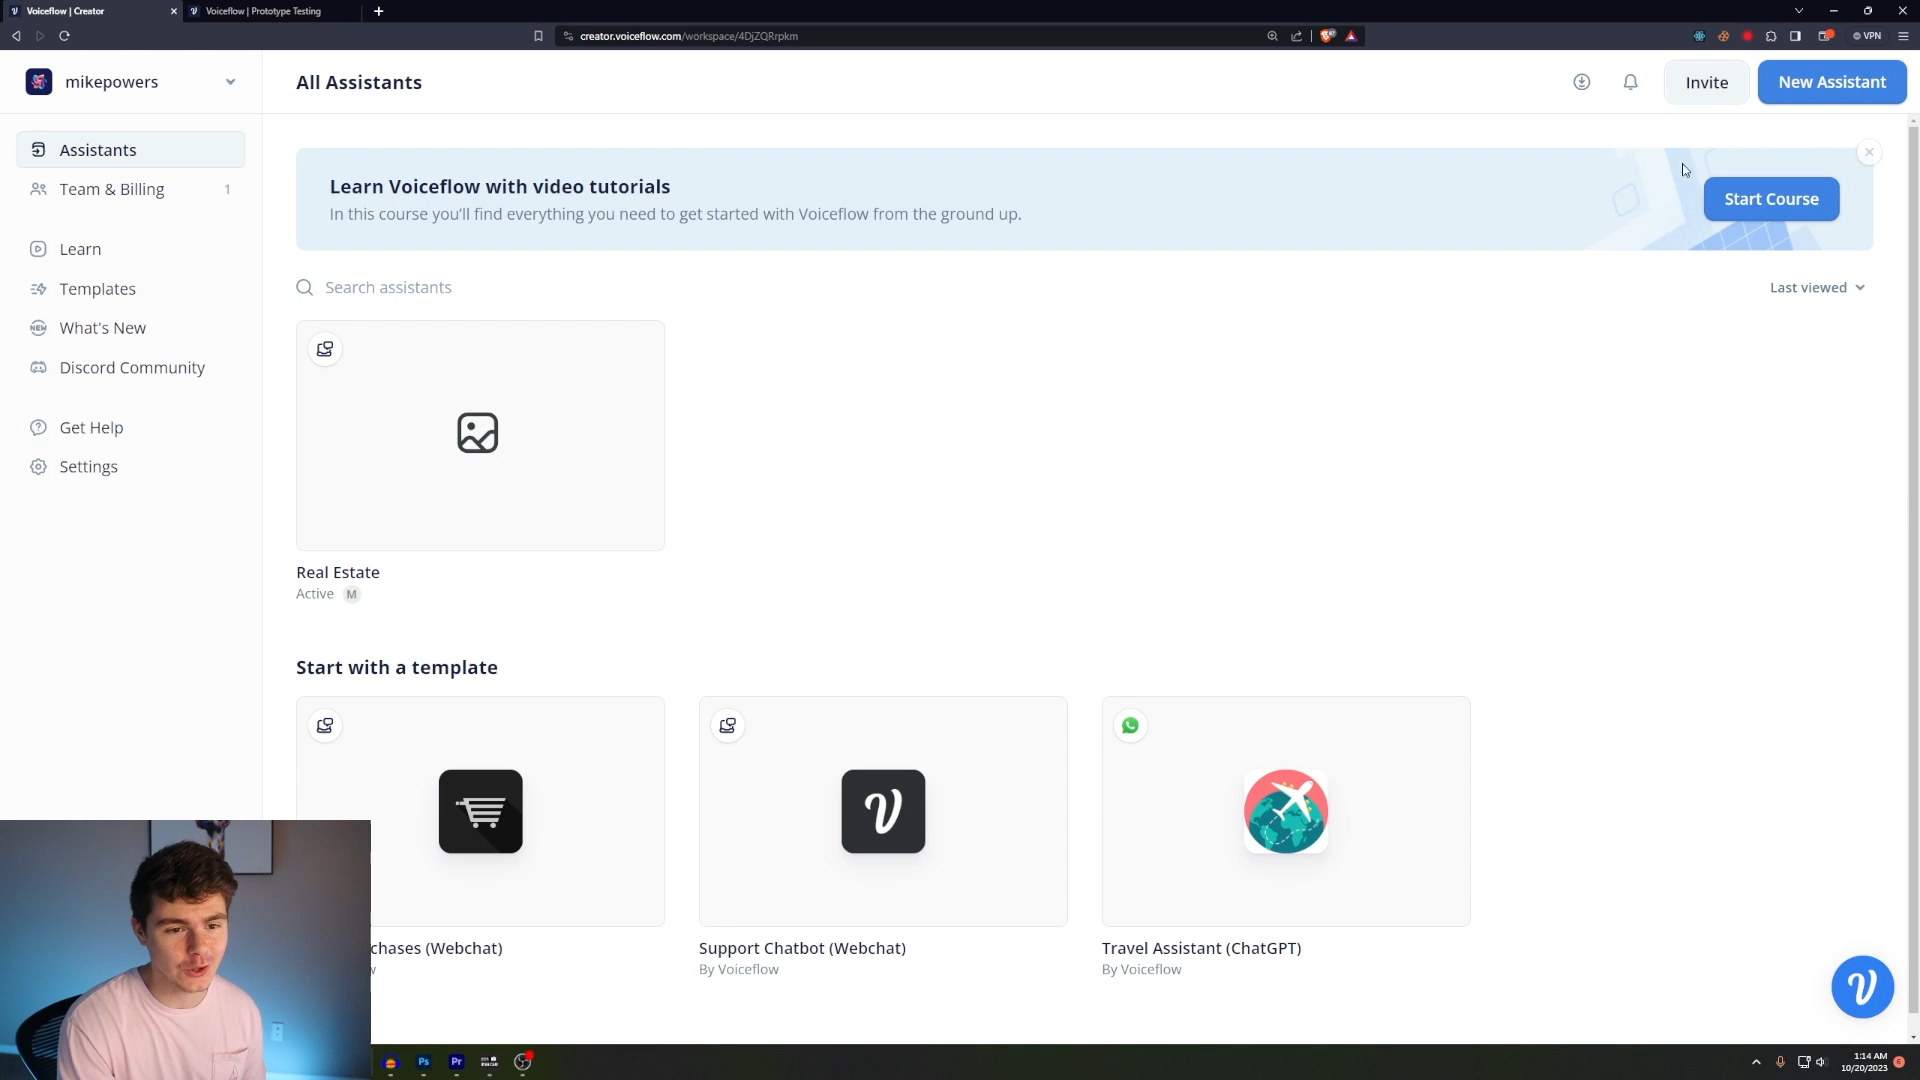 Voiceflow | Creator
Voiceflow | Prototype Testing
creator.voiceflow.com/workspace/4DjZQRrpkm
VPN
mikepowers
All Assistants
Invite
New Assistant
Assistants
Team & Billing 1
Learn
Templates
NEW What's New
Discord Community
Get Help
Settings
Learn Voiceflow with video tutorials
In this course you'll find everything you need to get started with Voiceflow from the ground up.
Start Course
Search assistants
Last viewed
Real Estate
Active M
Start with a template
chases (Webchat)
Support Chatbot (Webchat)
By Voiceflow
Travel Assistant (ChatGPT)
By Voiceflow
Ps
Pr
1:14 AM
10/20/2023
6